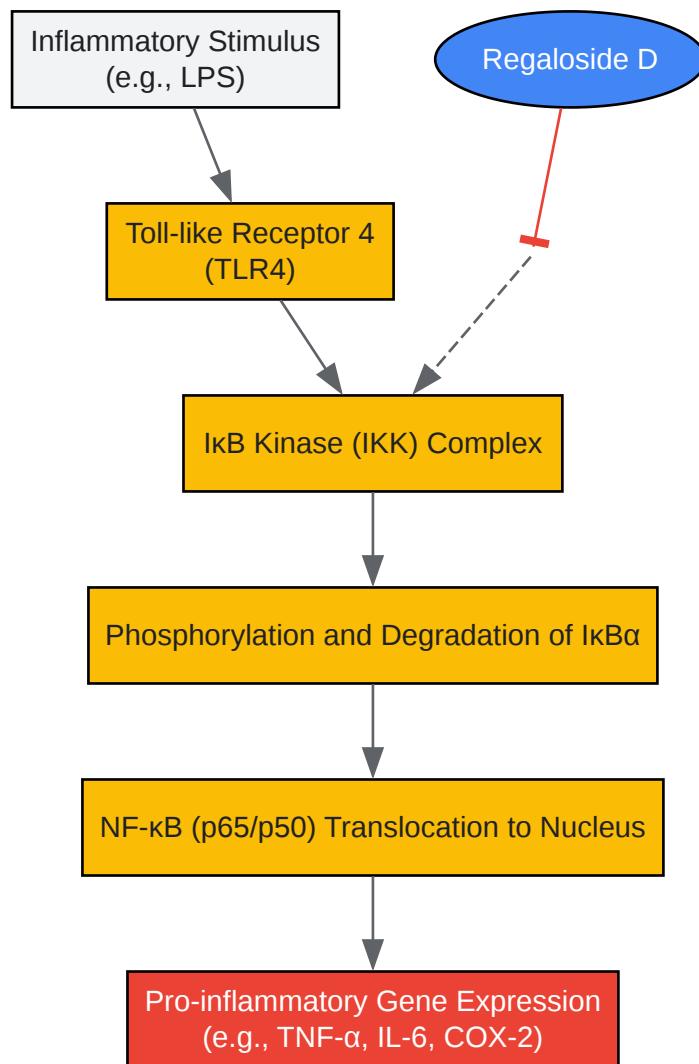 Inflammatory Stimulus
(e.g., LPS)
Regaloside D
Toll-like Receptor 4
(TLR4)
IκB Kinase (IKK) Complex
Phosphorylation and Degradation of IκBα
NF-κB (p65/p50) Translocation to Nucleus
Pro-inflammatory Gene Expression
(e.g., TNF-α, IL-6, COX-2)